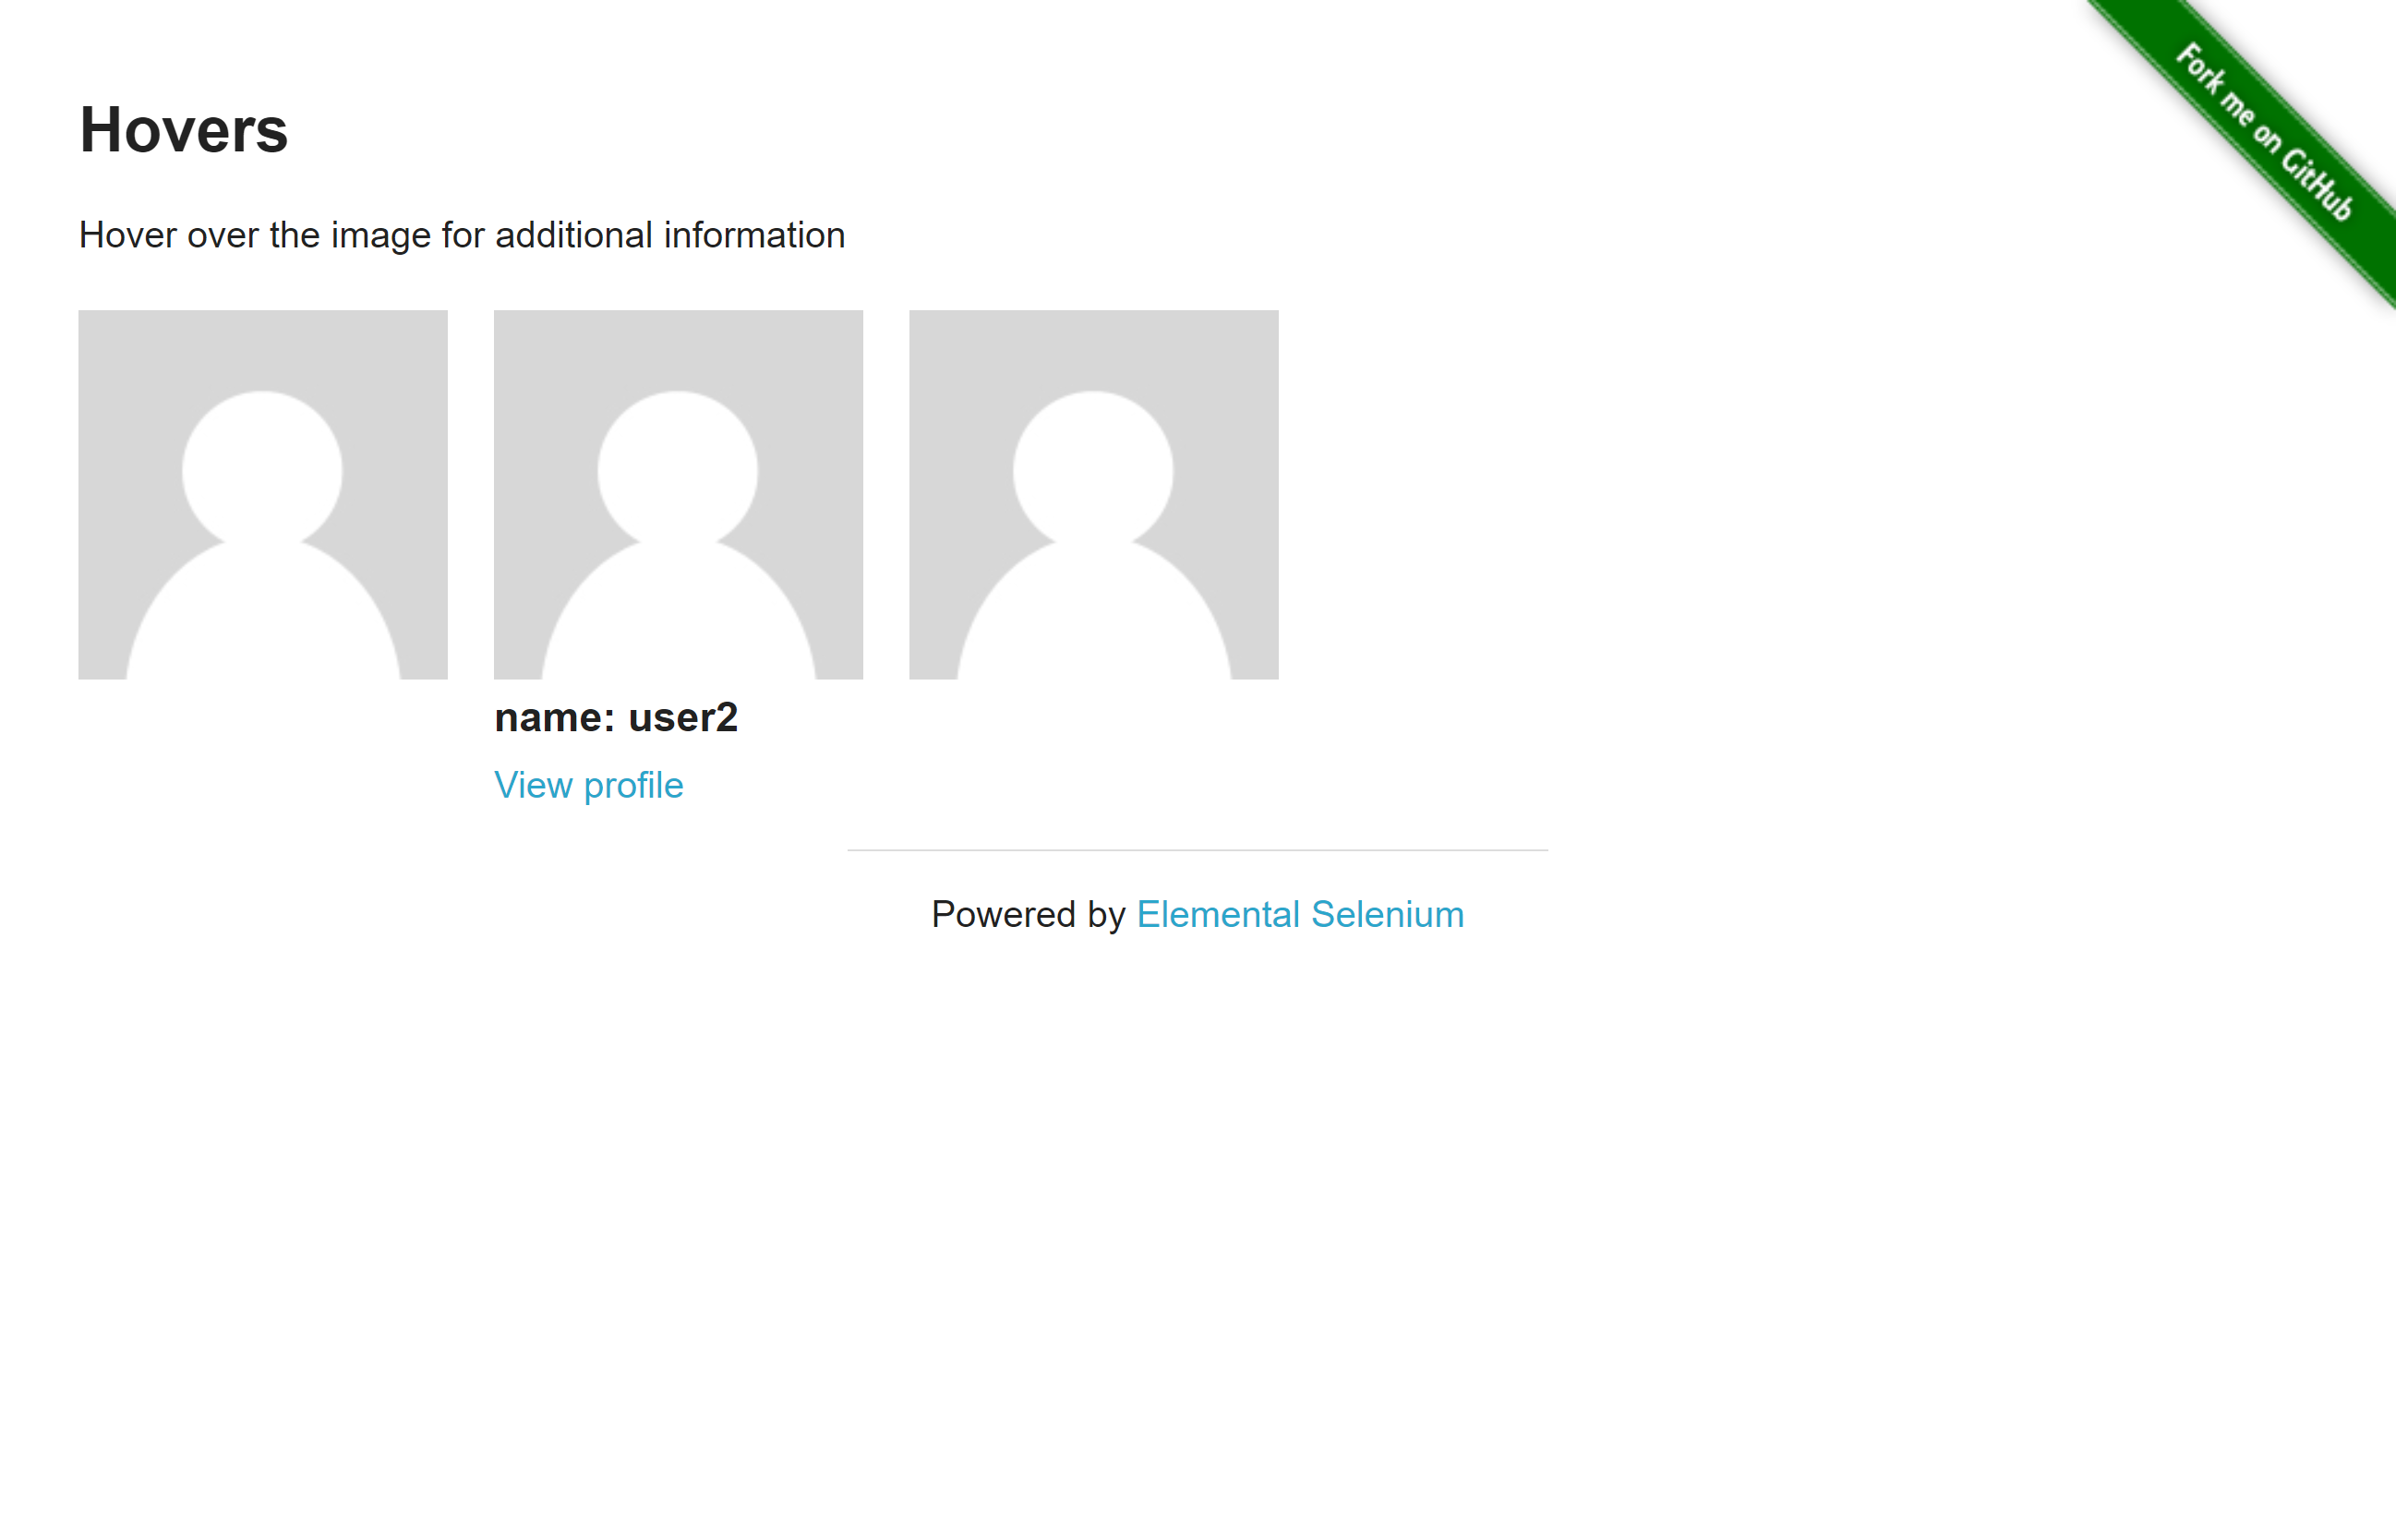 Fork me on GitHub
Hovers
Hover over the image for additional information
name: user2
View profile
Powered by Elemental Selenium